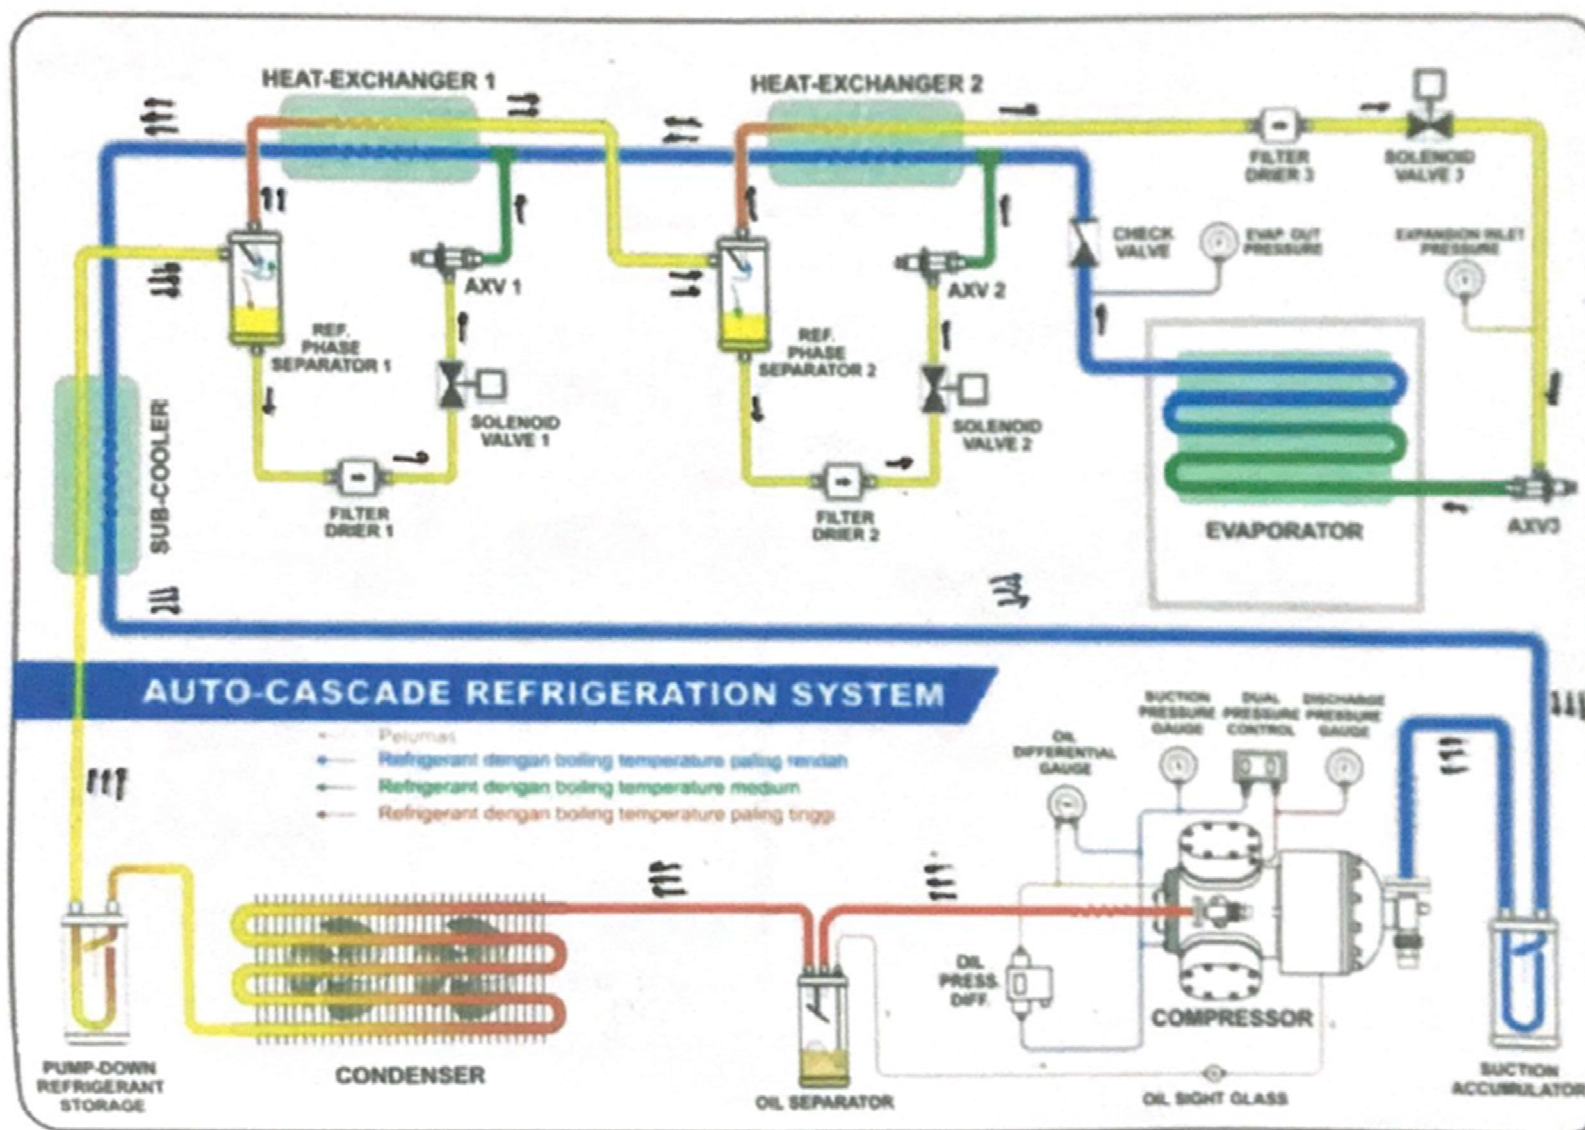 HEAT-EXCHANGER 1
HEAT-EXCHANGER 2
FILTER
DRIER 3
SOLENOID
VALVE 3
CHECK
VALVE
EVAP. OUT
PRESSURE
EXPANSION INLET
PRESSURE
AXV 1
AXV 2
REF.
PHASE
SEPARATOR 1
REF.
PHASE
SEPARATOR 2
SOLENOID
VALVE 1
SOLENOID
VALVE 2
SUB-COOLER
FILTER
DRIER 1
FILTER
DRIER 2
EVAPORATOR
AXV3
AUTO-CASCADE REFRIGERATION SYSTEM
Pelumas
Refrigerant dengan boiling temperature paling rendah
Refrigerant dengan boiling temperature medium
Refrigerant dengan boiling temperature paling tinggi
SUCTION
PRESSURE
GAUGE
DUAL
PRESSURE
CONTROL
DISCHARGE
PRESSURE
GAUGE
OIL
DIFFERENTIAL
GAUGE
OIL
PRESS.
DIFF.
COMPRESSOR
PUMP-DOWN
REFRIGERANT
STORAGE
CONDENSER
OIL SEPARATOR
OIL SIGHT GLASS
SUCTION
ACCUMULATOR